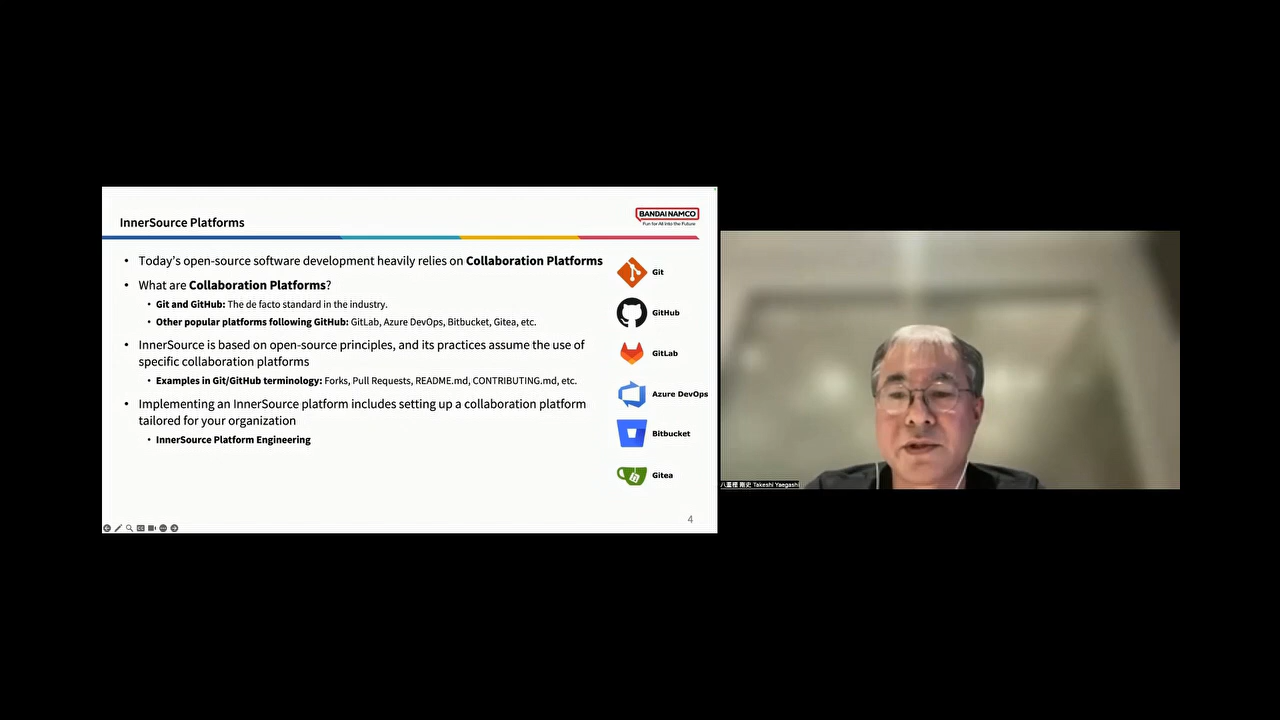 InnerSource Platforms
BANDAI NAMCO
Fun for All into the Future
• Today's open-source software development heavily relies on Collaboration Platforms
• What are Collaboration Platforms?
• Git and GitHub: The de facto standard in the industry.
• Other popular platforms following GitHub: GitLab, Azure DevOps, Bitbucket, Gitea, etc.
• InnerSource is based on open-source principles, and its practices assume the use of
specific collaboration platforms
• Examples in Git/GitHub terminology: Forks, Pull Requests, README.md, CONTRIBUTING.md, etc.
• Implementing an InnerSource platform includes setting up a collaboration platform
tailored for your organization
• InnerSource Platform Engineering
Git
GitHub
GitLab
Azure DevOps
Bitbucket
Gitea
4
八重樫 剛史 Takeshi Yaegashi